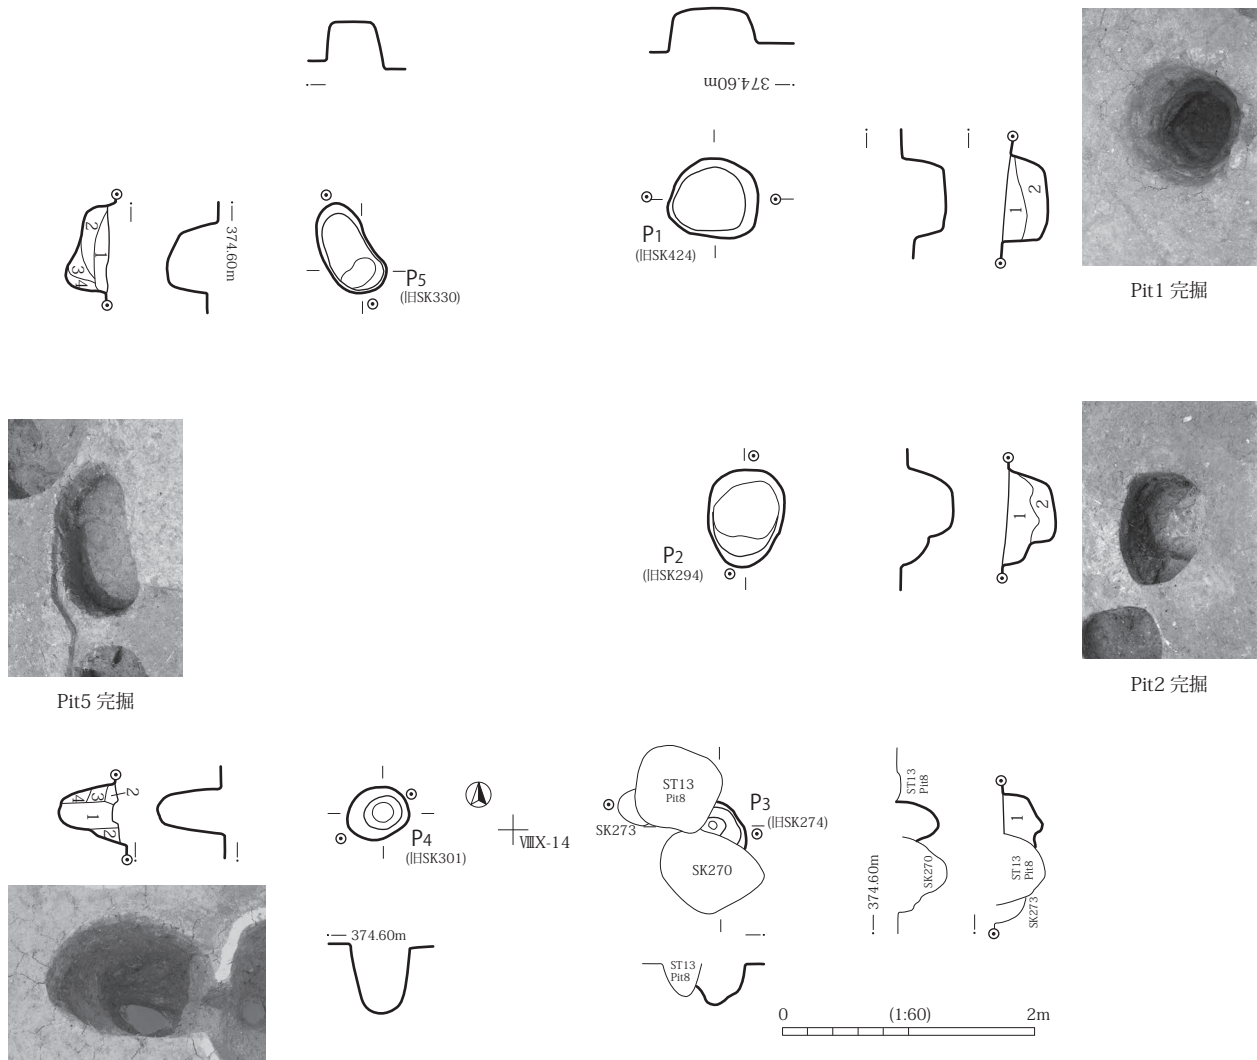 374.60m
P1
(旧SK424)
1
2
Pit1 完掘
2
1
3
4
374.60m
P5
(旧SK330)
P2
(旧SK294)
1
2
Pit2 完掘
Pit5 完掘
2
3
4
1
2
P4
(旧SK301)
ⅧX-14
ST13
Pit8
SK273
P3
(旧SK274)
SK270
ST13
Pit8
SK270
374.60m
1
ST13
Pit8
SK273
374.60m
ST13
Pit8
0 (1:60) 2m